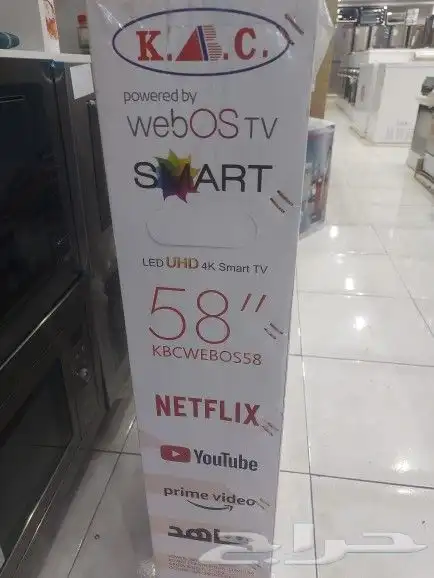 K.B.C.
powered by
webOS TV
SMART
LED UHD 4K Smart TV
58"
KBCWEBOS58
NETFLIX
YouTube
prime video
شاهد
حراج